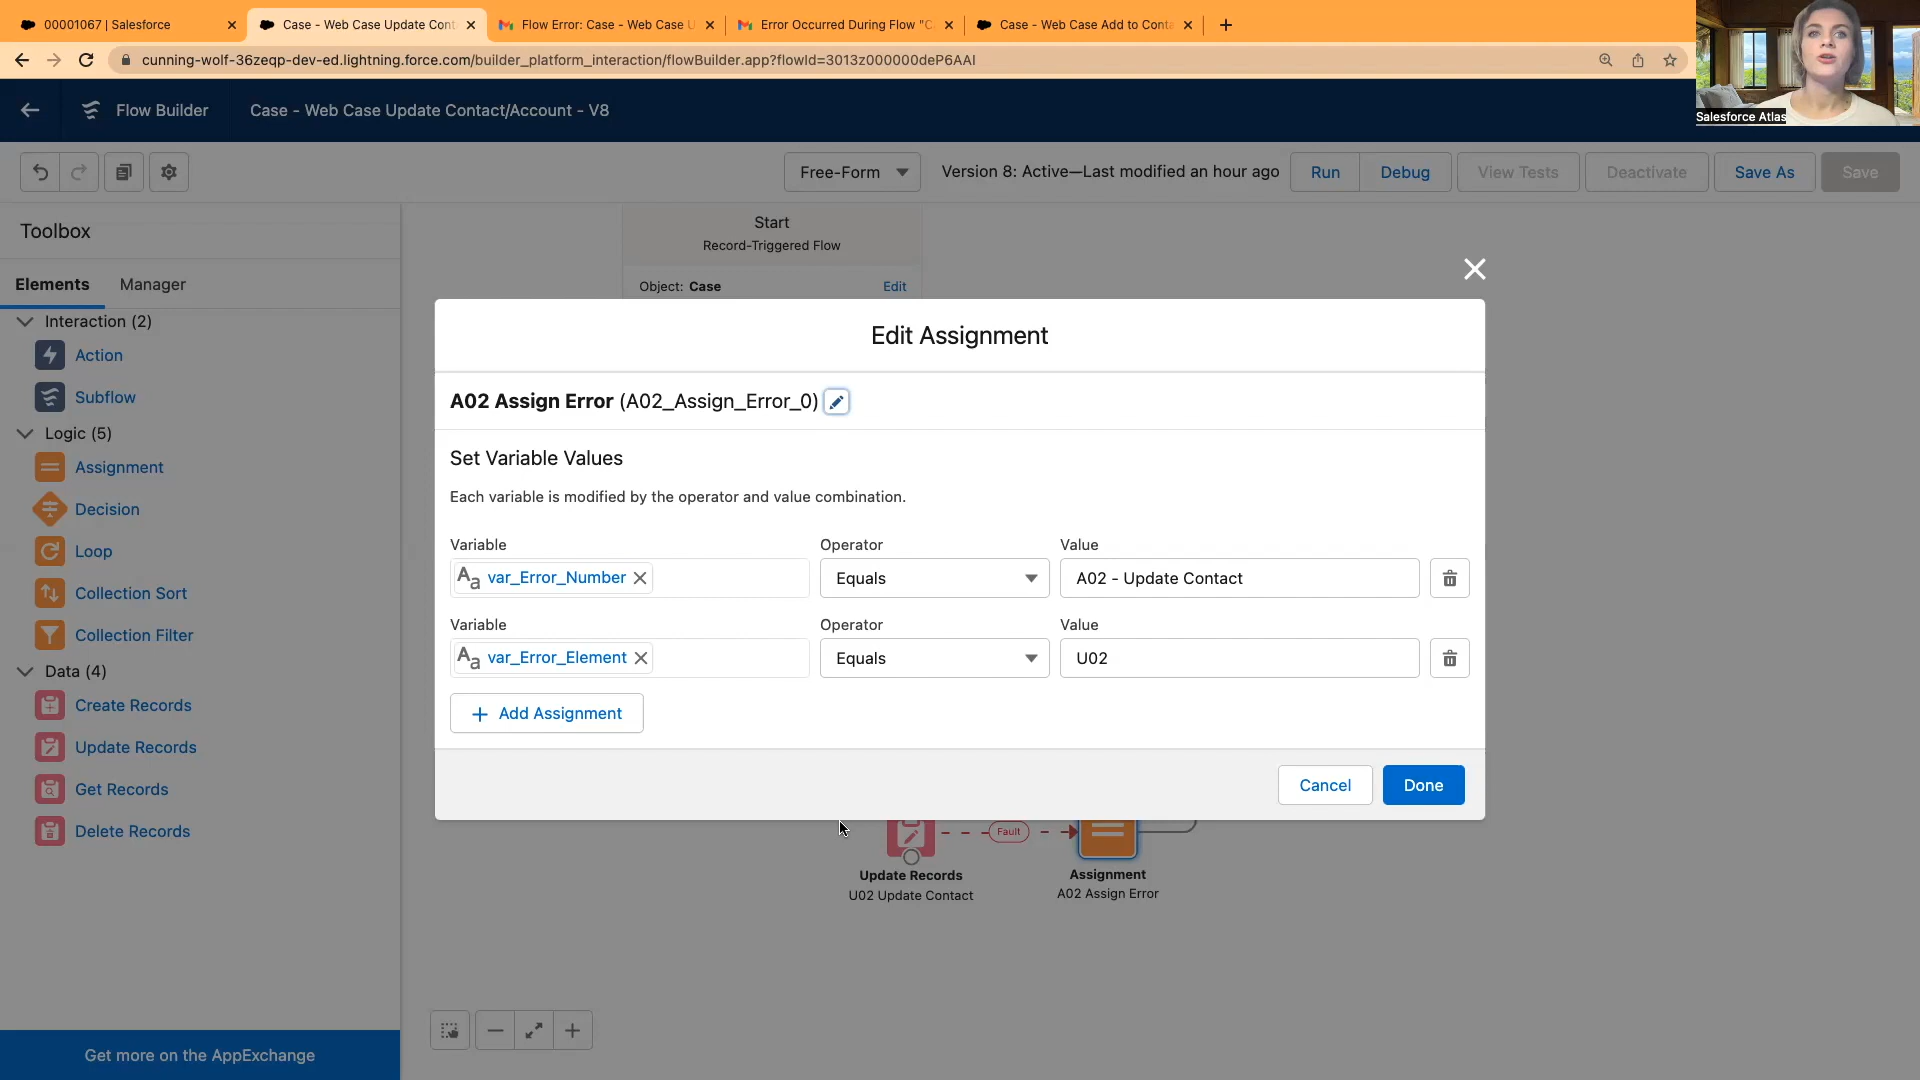 00001067 | Salesforce
Case - Web Case Update Cont
Flow Error: Case - Web Case U
Error Occurred During Flow "C
Case - Web Case Add to Conta
cunning-wolf-36zeqp-dev-ed.lightning.force.com/builder_platform_interaction/flowBuilder.app?flowId=3013z000000deP6AAI
Salesforce Atlas
Flow Builder
Case - Web Case Update Contact/Account - V8
Free-Form
Version 8: Active—Last modified an hour ago
Run
Debug
View Tests
Deactivate
Save As
Save
Toolbox
Elements
Manager
Interaction (2)
Action
Subflow
Logic (5)
Assignment
Decision
Loop
Collection Sort
Collection Filter
Data (4)
Create Records
Update Records
Get Records
Delete Records
Get more on the AppExchange
Start
Record-Triggered Flow
Object: Case
Edit
Edit Assignment
A02 Assign Error (A02_Assign_Error_0)
Set Variable Values
Each variable is modified by the operator and value combination.
Variable
Operator
Value
Aa var_Error_Number
Equals
A02 - Update Contact
Variable
Operator
Value
Aa var_Error_Element
Equals
U02
Add Assignment
Cancel
Done
Fault
Update Records
U02 Update Contact
Assignment
A02 Assign Error